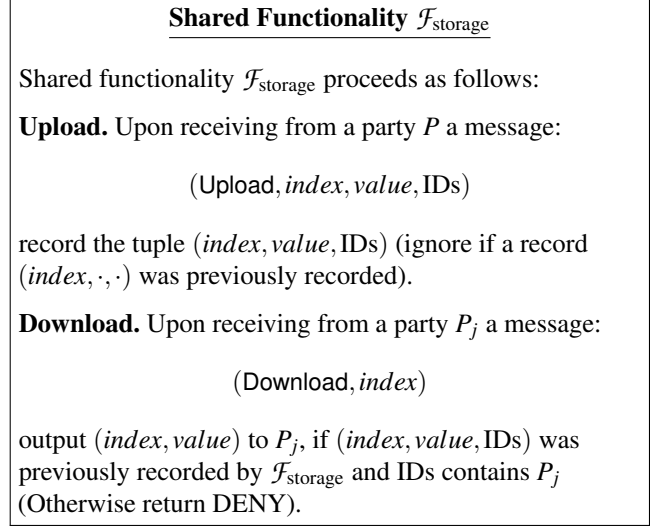 Shared Functionality ℱstorage
Shared functionality ℱstorage proceeds as follows:
Upload. Upon receiving from a party P a message:
(Upload, index, value, IDs)
record the tuple (index, value, IDs) (ignore if a record
(index, ·, ·) was previously recorded).
Download. Upon receiving from a party Pj a message:
(Download, index)
output (index, value) to Pj, if (index, value, IDs) was
previously recorded by ℱstorage and IDs contains Pj
(Otherwise return DENY).